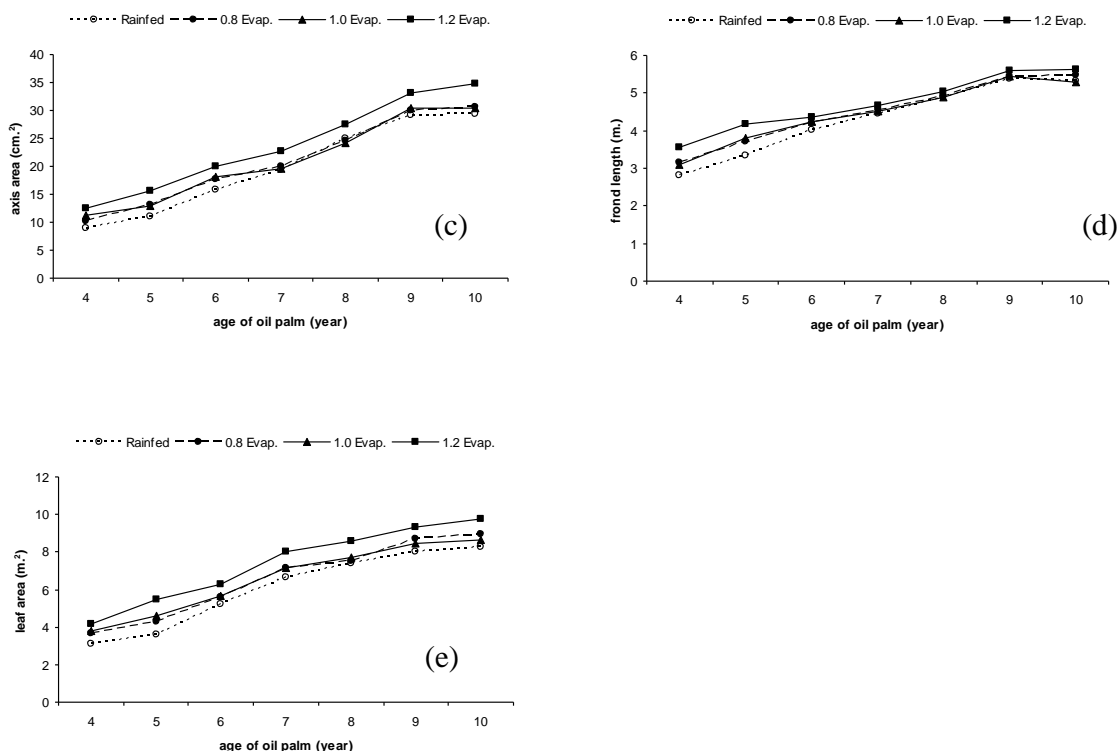 Rainfed 0.8 Evap. 1.0 Evap. 1.2 Evap.
40
35
30
25
20
15
10
5
0
axis area (cm.²)
4 5 6 7 8 9 10
age of oil palm (year)
(c)
Rainfed 0.8 Evap. 1.0 Evap. 1.2 Evap.
6
5
4
3
2
1
0
frond length (m.)
4 5 6 7 8 9 10
age of oil palm (year)
(d)
Rainfed 0.8 Evap. 1.0 Evap. 1.2 Evap.
12
10
8
6
4
2
0
leaf area (m.²)
4 5 6 7 8 9 10
age of oil palm (year)
(e)